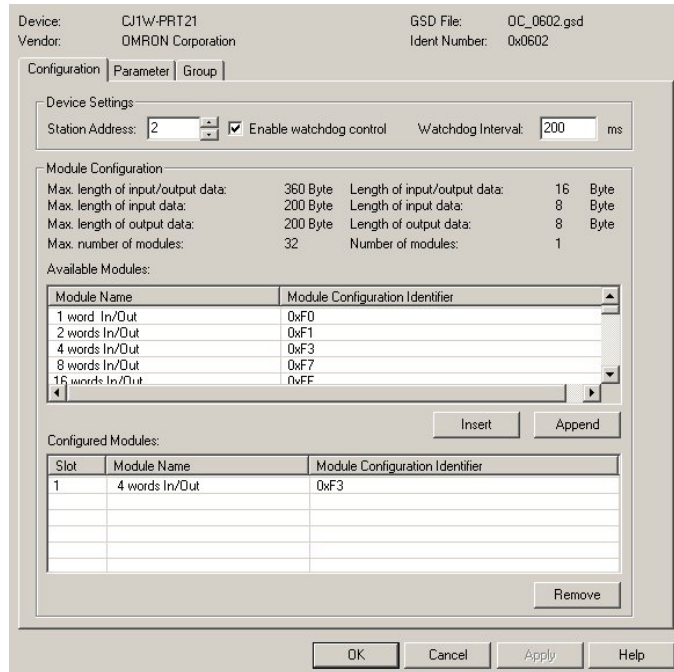 Device: CJ1W-PRT21 GSD File: OC_0602.gsd
Vendor: OMRON Corporation Ident Number: 0x0602
Configuration Parameter Group
Device Settings
Station Address: 2 Enable watchdog control Watchdog Interval: 200 ms
Module Configuration
Max. length of input/output data: 360 Byte Length of input/output data: 16 Byte
Max. length of input data: 200 Byte Length of input data: 8 Byte
Max. length of output data: 200 Byte Length of output data: 8 Byte
Max. number of modules: 32 Number of modules: 1
Available Modules:
Module Name Module Configuration Identifier
1 word In/Out 0xF0
2 words In/Out 0xF1
4 words In/Out 0xF3
8 words In/Out 0xF7
16 words In/Out 0xFF
Insert Append
Configured Modules:
Slot Module Name Module Configuration Identifier
1 4 words In/Out 0xF3
Remove
OK Cancel Apply Help